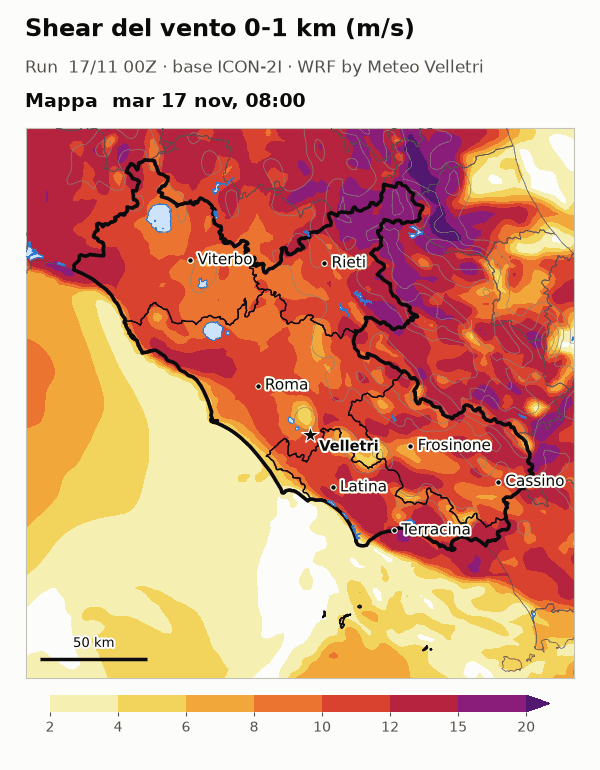 Shear del vento 0-1 km (m/s)
Run 17/11 00Z · base ICON-2I · WRF by Meteo Velletri
Mappa mar 17 nov, 08:00
Viterbo
Rieti
Roma
Velletri
Frosinone
Latina
Cassino
Terracina
50 km
2 4 6 8 10 12 15 20